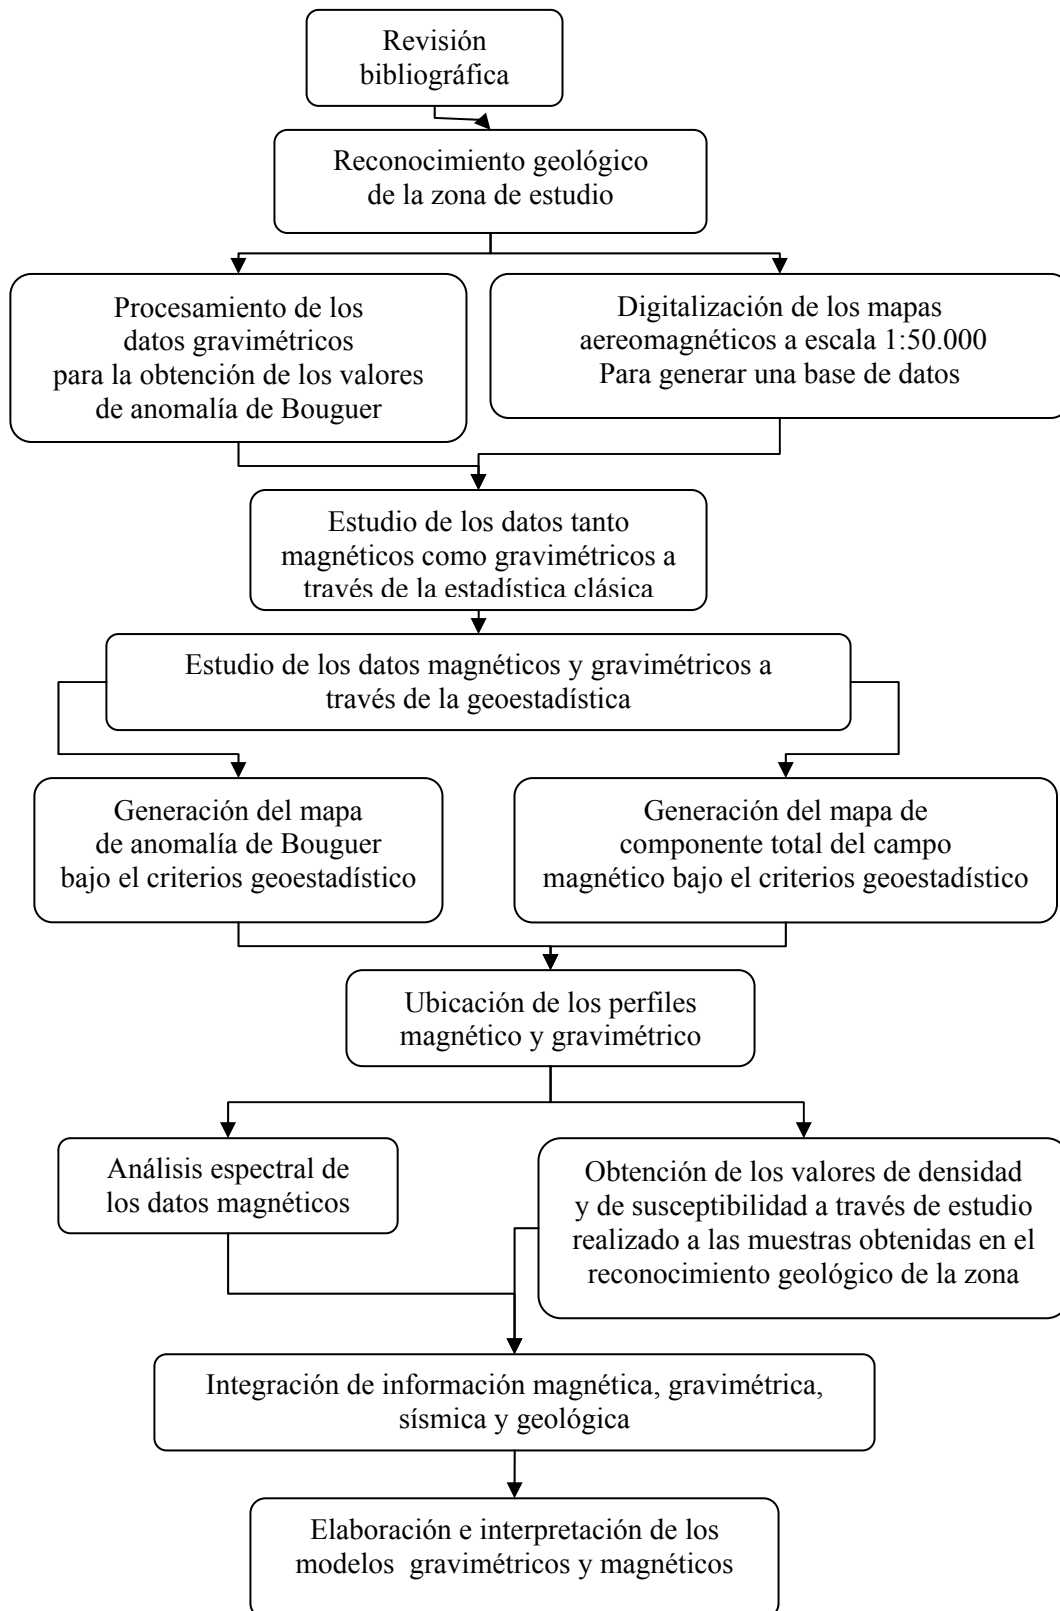 Revisión
bibliográfica
Reconocimiento geológico
de la zona de estudio
Procesamiento de los
datos gravimétricos
para la obtención de los valores
de anomalía de Bouguer
Digitalización de los mapas
aereomagnéticos a escala 1:50.000
Para generar una base de datos
Estudio de los datos tanto
magnéticos como gravimétricos a
través de la estadística clásica
Estudio de los datos magnéticos y gravimétricos a
través de la geoestadística
Generación del mapa
de anomalía de Bouguer
bajo el criterios geoestadístico
Generación del mapa de
componente total del campo
magnético bajo el criterios geoestadístico
Ubicación de los perfiles
magnético y gravimétrico
Análisis espectral de
los datos magnéticos
Obtención de los valores de densidad
y de susceptibilidad a través de estudio
realizado a las muestras obtenidas en el
reconocimiento geológico de la zona
Integración de información magnética, gravimétrica,
sísmica y geológica
Elaboración e interpretación de los
modelos gravimétricos y magnéticos